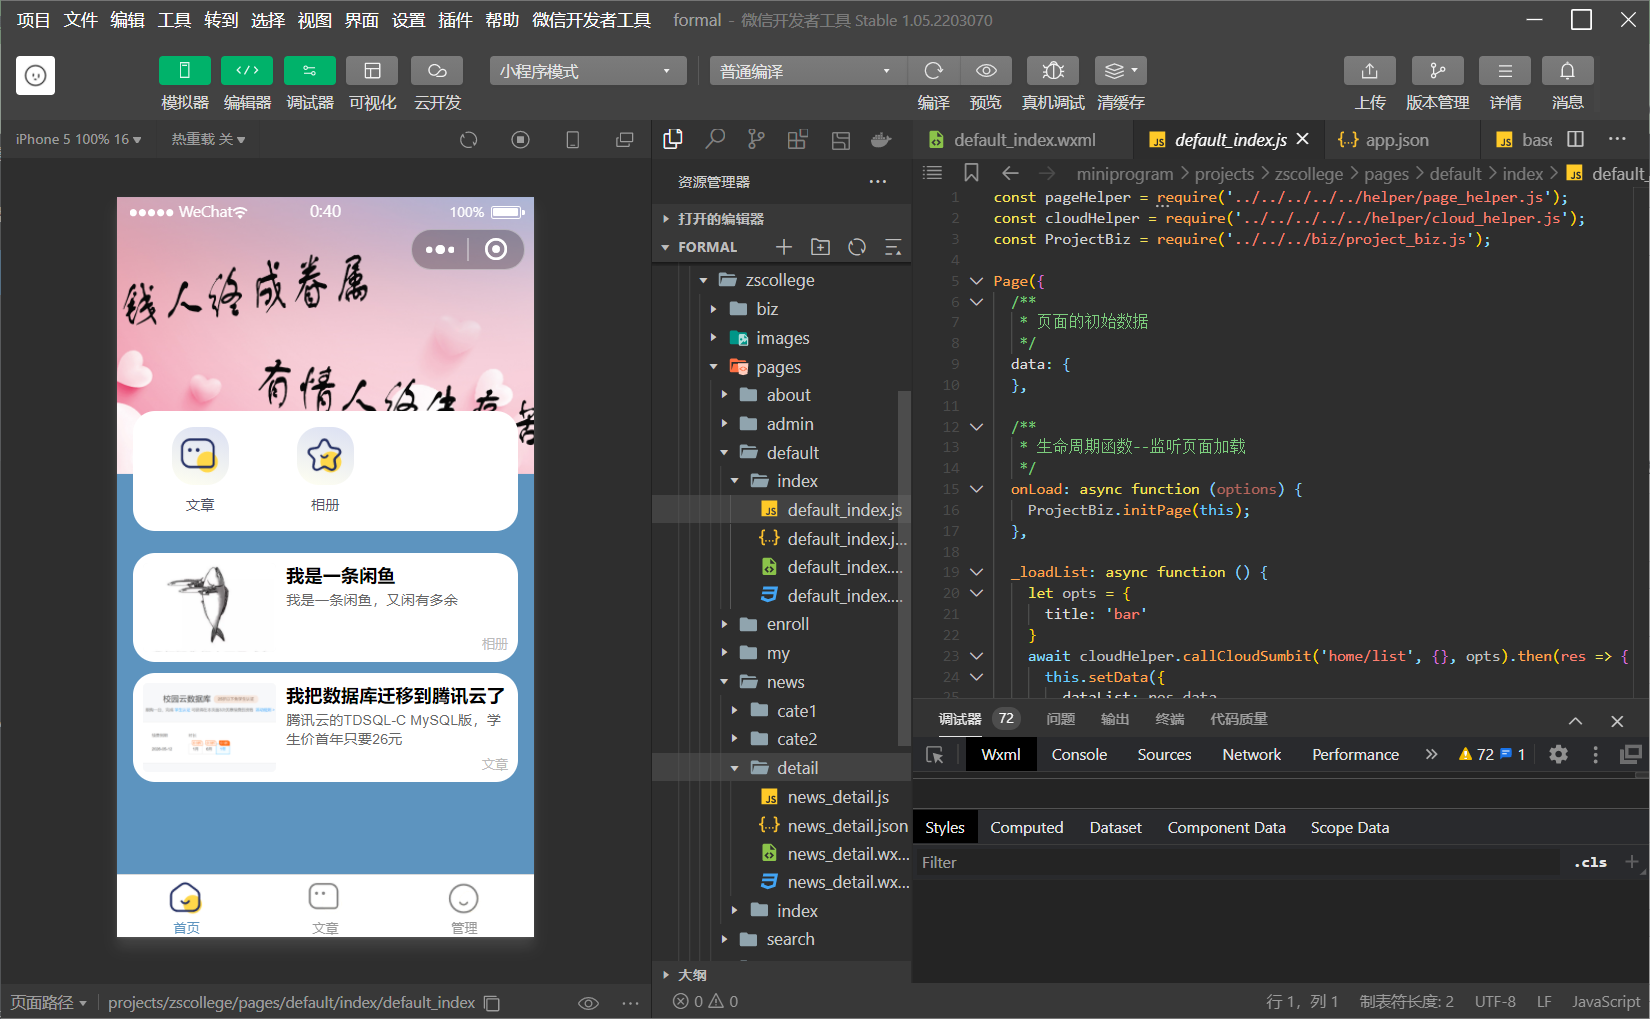 项目 文件 编辑 工具 转到 选择 视图 界面 设置 插件 帮助 微信开发者工具 formal - 微信开发者工具 Stable 1.05.2203070
小程序模式 普通编译
模拟器 编辑器 调试器 可视化 云开发 编译 预览 真机调试 清缓存 上传 版本管理 详情 消息
iPhone 5 100% 16 热重载 关
WeChat 0:40 100%
钱人终成眷属
有情人终生疾苦
文章 相册
我是一条闲鱼
我是一条闲鱼，又闲有多余
相册
校园云数据库
我把数据库迁移到腾讯云了
腾讯云的TDSQL-C MySQL版，学
生价首年只要26元
文章
首页 文章 管理
页面路径 projects/zscollege/pages/default/index/default_index
资源管理器
打开的编辑器
FORMAL
zscollege
biz
images
pages
about
admin
default
index
default_index.js
default_index.j...
default_index....
default_index....
enroll
my
news
cate1
cate2
detail
news_detail.js
news_detail.json
news_detail.wx...
news_detail.wx...
index
search
大纲
0 0
default_index.wxml default_index.js app.json base
miniprogram > projects > zscollege > pages > default > index > default_
1 const pageHelper = require('../../../../../helper/page_helper.js');
2 const cloudHelper = require('../../../../../helper/cloud_helper.js');
3 const ProjectBiz = require('../../../biz/project_biz.js');
4
5 Page({
6 /**
7 * 页面的初始数据
8 */
9 data: {
10 },
11
12 /**
13 * 生命周期函数--监听页面加载
14 */
15 onLoad: async function (options) {
16 ProjectBiz.initPage(this);
17 },
18
19 _loadList: async function () {
20 let opts = {
21 title: 'bar'
22 }
23 await cloudHelper.callCloudSumbit('home/list', {}, opts).then(res => {
24 this.setData({
25 dataList: res.data
调试器 72 问题 输出 终端 代码质量
Wxml Console Sources Network Performance 72 1
Styles Computed Dataset Component Data Scope Data
Filter .cls
行 1，列 1 制表符长度: 2 UTF-8 LF JavaScript